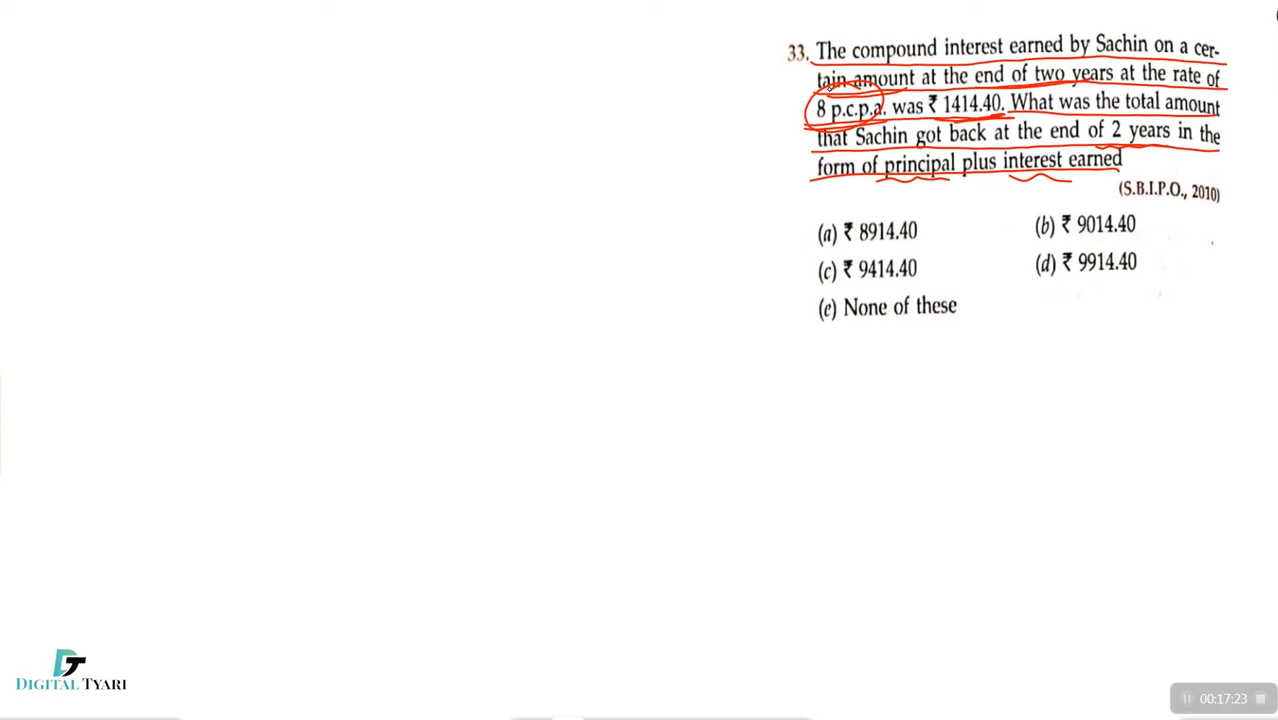 33. The compound interest earned by Sachin on a cer-
tain amount at the end of two years at the rate of
8 p.c.p.a. was ₹ 1414.40. What was the total amount
that Sachin got back at the end of 2 years in the
form of principal plus interest earned
(S.B.I.P.O., 2010)
(a) ₹ 8914.40 (b) ₹ 9014.40
(c) ₹ 9414.40 (d) ₹ 9914.40
(e) None of these
DT
DIGITAL TYARI
00:17:23